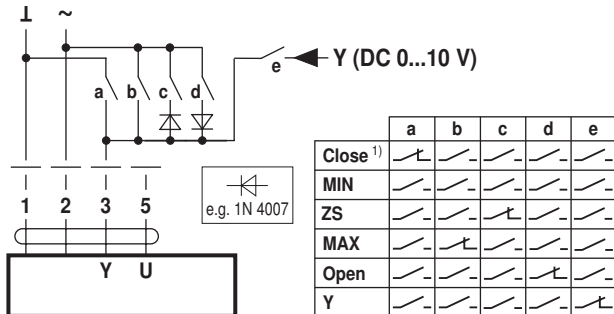 ⊥ ~
e Y (DC 0...10 V)
a b c d
1 2 3 5
e.g. 1N 4007
Y U
a b c d e
Close 1)
MIN
ZS
MAX
Open
Y